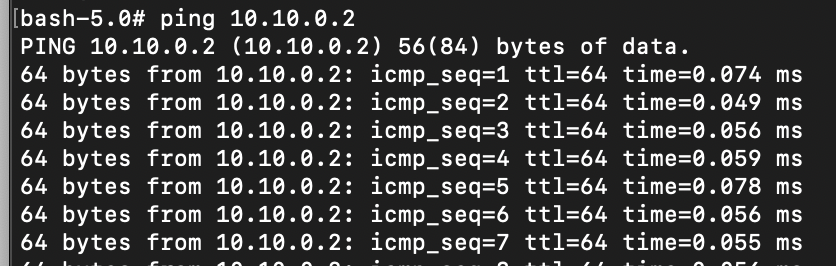 [bash-5.0# ping 10.10.0.2
PING 10.10.0.2 (10.10.0.2) 56(84) bytes of data.
64 bytes from 10.10.0.2: icmp_seq=1 ttl=64 time=0.074 ms
64 bytes from 10.10.0.2: icmp_seq=2 ttl=64 time=0.049 ms
64 bytes from 10.10.0.2: icmp_seq=3 ttl=64 time=0.056 ms
64 bytes from 10.10.0.2: icmp_seq=4 ttl=64 time=0.059 ms
64 bytes from 10.10.0.2: icmp_seq=5 ttl=64 time=0.078 ms
64 bytes from 10.10.0.2: icmp_seq=6 ttl=64 time=0.056 ms
64 bytes from 10.10.0.2: icmp_seq=7 ttl=64 time=0.055 ms